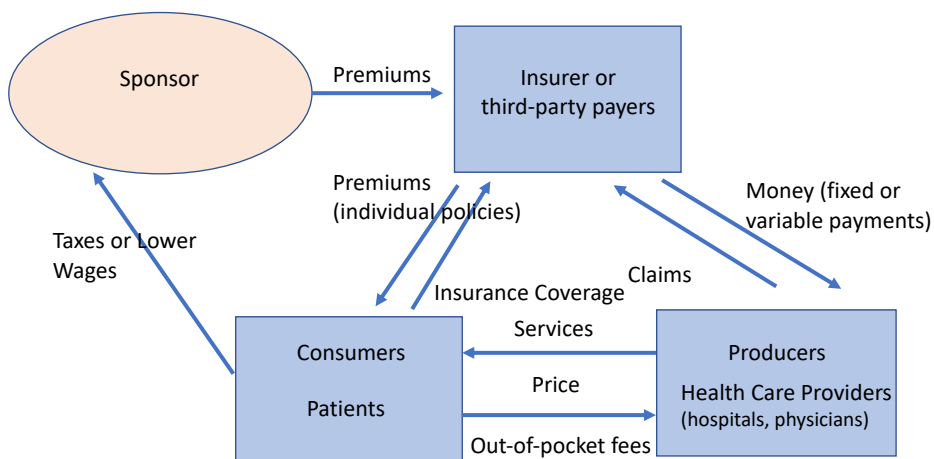 Sponsor
Premiums
Insurer or
third-party payers
Premiums
(individual policies)
Money (fixed or
variable payments)
Taxes or Lower
Wages
Claims
Insurance Coverage
Services
Consumers
Patients
Price
Out-of-pocket fees
Producers
Health Care Providers
(hospitals, physicians)